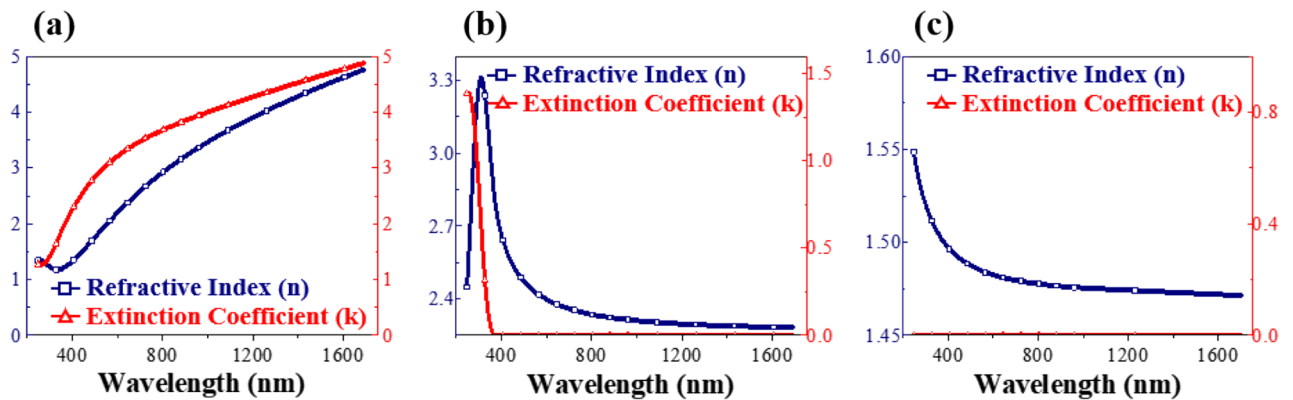 (a)
5
4
3
2
1
0
5
4
3
2
1
0
Refractive Index (n)
Extinction Coefficient (k)
400 800 1200 1600
Wavelength (nm)
(b)
3.3
3.0
2.7
2.4
1.5
1.0
0.5
0.0
Refractive Index (n)
Extinction Coefficient (k)
400 800 1200 1600
Wavelength (nm)
(c)
1.60
1.55
1.50
1.45
0.8
0.4
0.0
Refractive Index (n)
Extinction Coefficient (k)
400 800 1200 1600
Wavelength (nm)